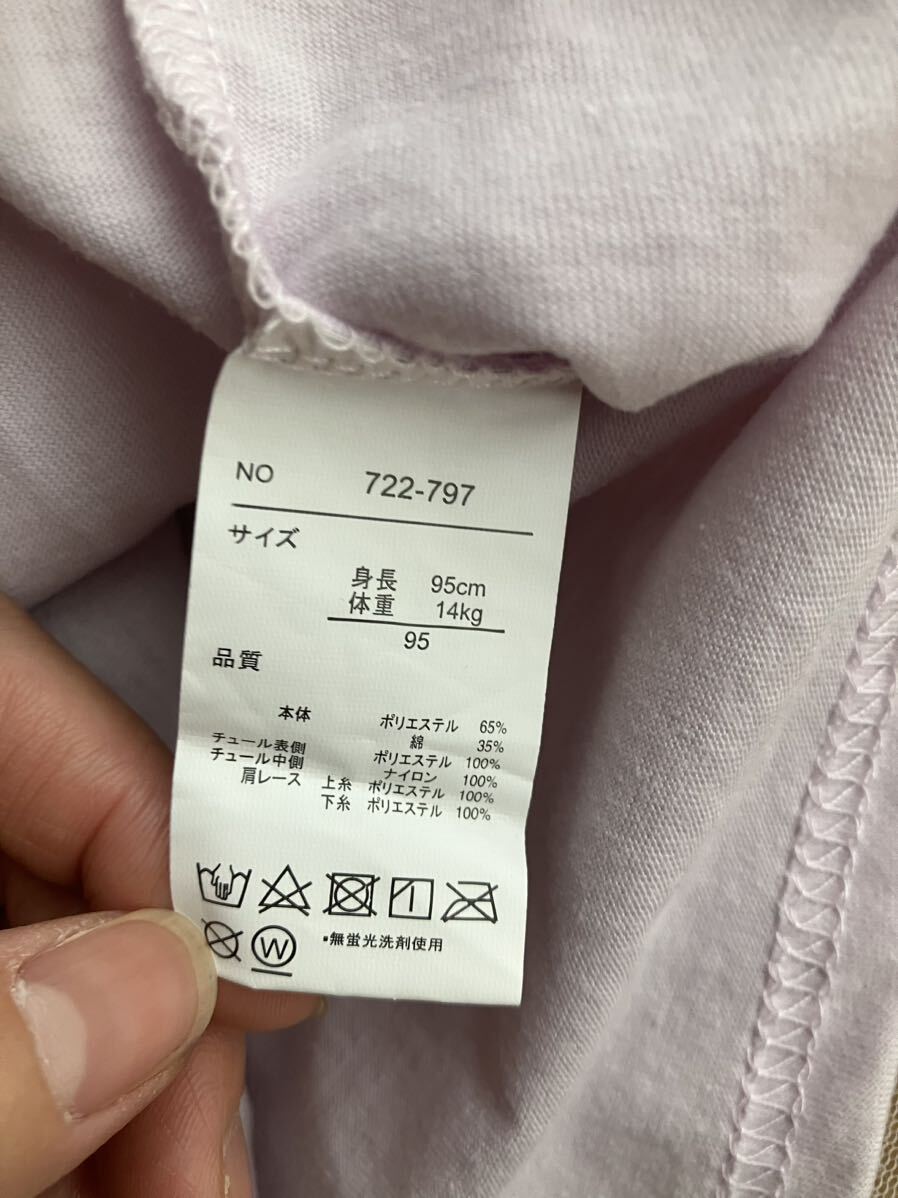 NO 722-797
サイズ
身長 95cm
体重 14kg
95
品質
本体 ポリエステル 65%
綿 35%
チュール表側 ポリエステル 100%
チュール中側 ナイロン 100%
肩レース 上糸 ポリエステル 100%
下糸 ポリエステル 100%
W
・無蛍光洗剤使用